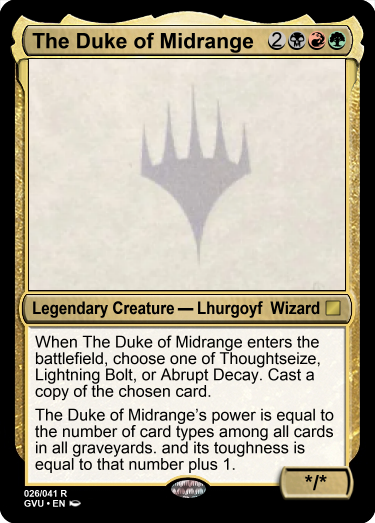 The Duke of Midrange 2
Legendary Creature — Lhurgoyf Wizard
When The Duke of Midrange enters the
battlefield, choose one of Thoughtseize,
Lightning Bolt, or Abrupt Decay. Cast a
copy of the chosen card.
The Duke of Midrange's power is equal to
the number of card types among all cards
in all graveyards. and its toughness is
equal to that number plus 1.
*/*
026/041 R
GVU • EN